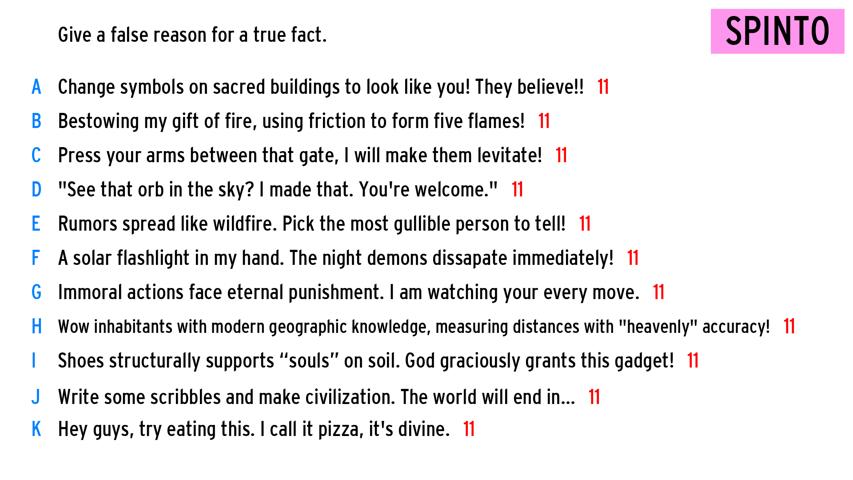 Give a false reason for a true fact.
SPINTO
A Change symbols on sacred buildings to look like you! They believe!! 11
B Bestowing my gift of fire, using friction to form five flames! 11
C Press your arms between that gate, I will make them levitate! 11
D "See that orb in the sky? I made that. You're welcome." 11
E Rumors spread like wildfire. Pick the most gullible person to tell! 11
F A solar flashlight in my hand. The night demons dissapate immediately! 11
G Immoral actions face eternal punishment. I am watching your every move. 11
H Wow inhabitants with modern geographic knowledge, measuring distances with "heavenly" accuracy! 11
I Shoes structurally supports “souls” on soil. God graciously grants this gadget! 11
J Write some scribbles and make civilization. The world will end in... 11
K Hey guys, try eating this. I call it pizza, it's divine. 11